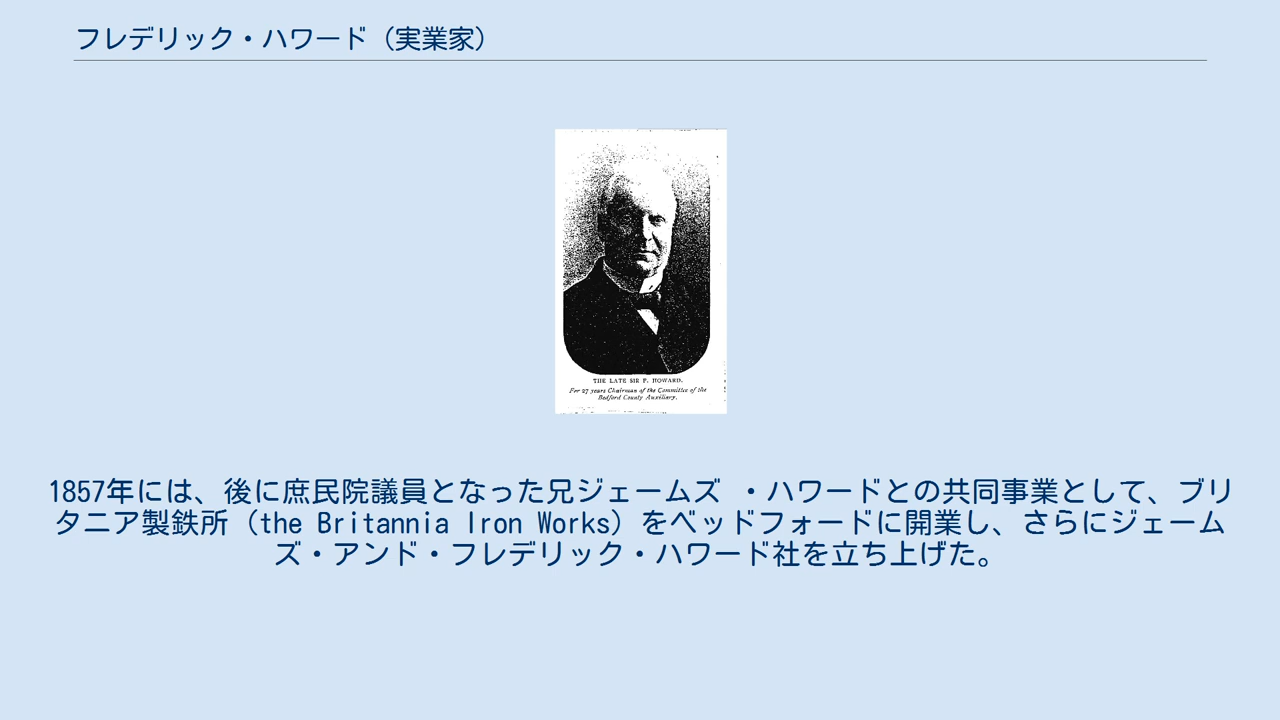 フレデリック・ハワード（実業家）
THE LATE SIR F. HOWARD.
For 27 years Chairman of the Committee of the
Bedford County Auxiliary.
1857年には、後に庶民院議員となった兄ジェームズ ・ハワードとの共同事業として、ブリ
タニア製鉄所（the Britannia Iron Works）をベッドフォードに開業し、さらにジェーム
ズ・アンド・フレデリック・ハワード社を立ち上げた。